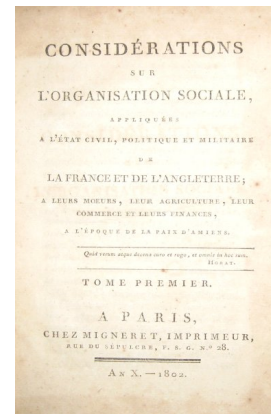 CONSIDÉRATIONS
SUR
L'ORGANISATION SOCIALE,
APPLIQUÉES
A L'ÉTAT CIVIL, POLITIQUE ET MILITAIRE
DE
LA FRANCE ET DE L'ANGLETERRE;
A LEURS MOEURS, LEUR AGRICULTURE, LEUR
COMMERCE ET LEURS FINANCES,
A L'ÉPOQUE DE LA PAIX D'AMIENS.
Quid verum atque decens curo et rogo, et omnis in hoc sum.
HORAT.
TOME PREMIER.
A PARIS,
CHEZ MIGNERET, IMPRIMEUR,
RUE DU SÉPULCRE, F. S. G. N.º 28.
AN X. — 1802.